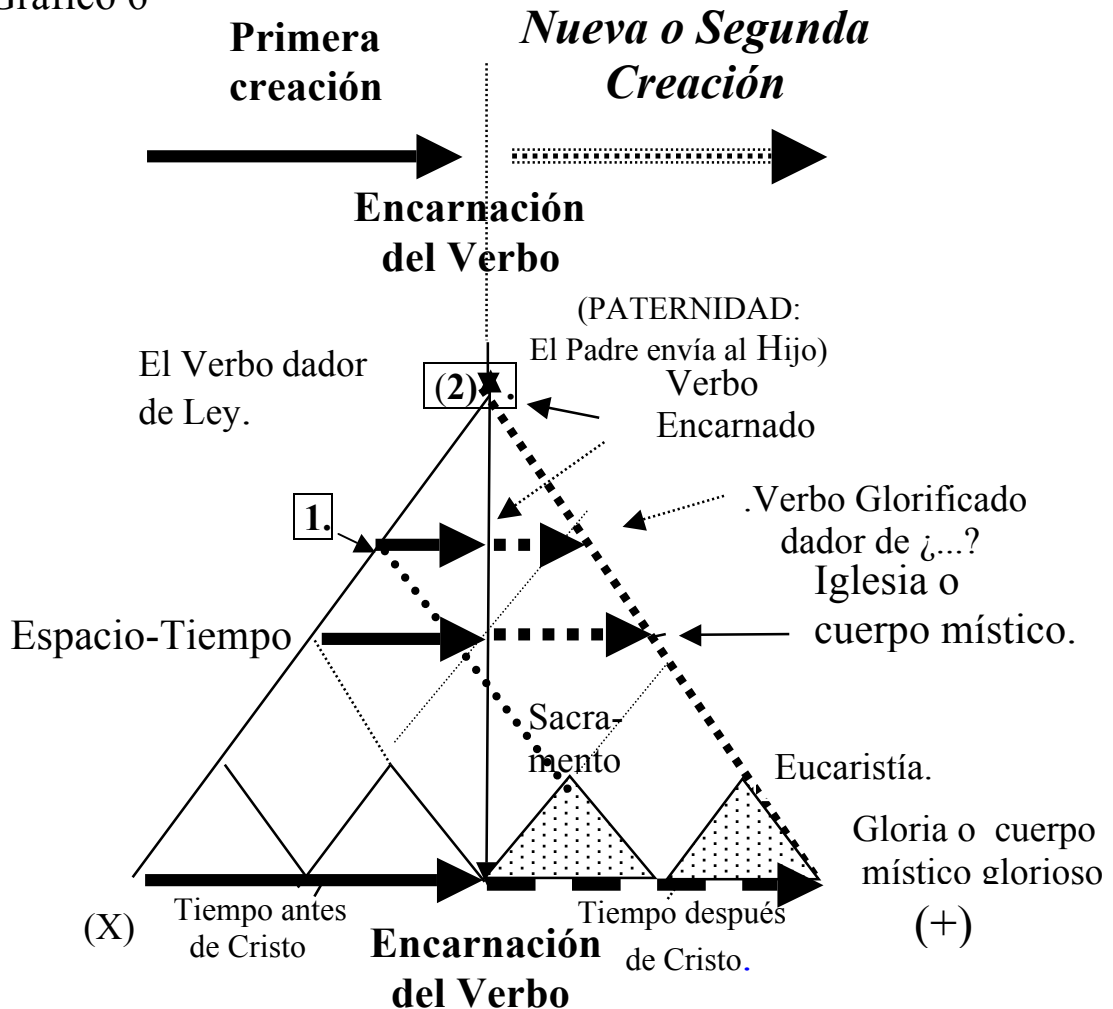 Gráfico 6
Primera
creación
Nueva o Segunda
Creación
Encarnación
del Verbo
(PATERNIDAD:
El Padre envía al Hijo)
El Verbo dador
de Ley.
(2) .
Verbo
Encarnado
1.
.Verbo Glorificado
dador de ¿...?
Iglesia o
cuerpo místico.
Espacio-Tiempo
Sacra-
mento
Eucaristía.
Gloria o cuerpo
místico glorioso
(X)
Tiempo antes
de Cristo
Encarnación
del Verbo
Tiempo después
de Cristo.
(+)